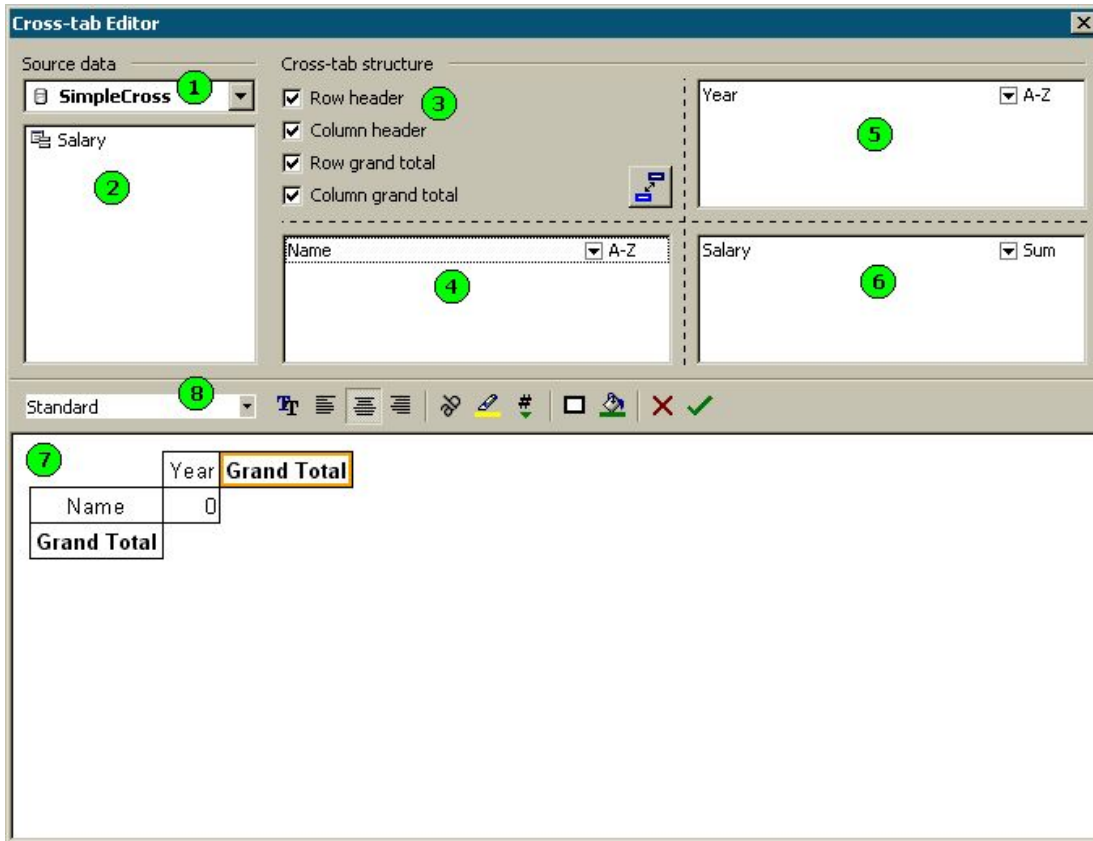 Cross-tab Editor
Source data
Cross-tab structure
SimpleCross
1
Salary
2
Row header
3
Column header
Row grand total
Column grand total
Year A-Z
5
Name A-Z
4
Salary Sum
6
Standard
8
7
Year Grand Total
Name 0
Grand Total